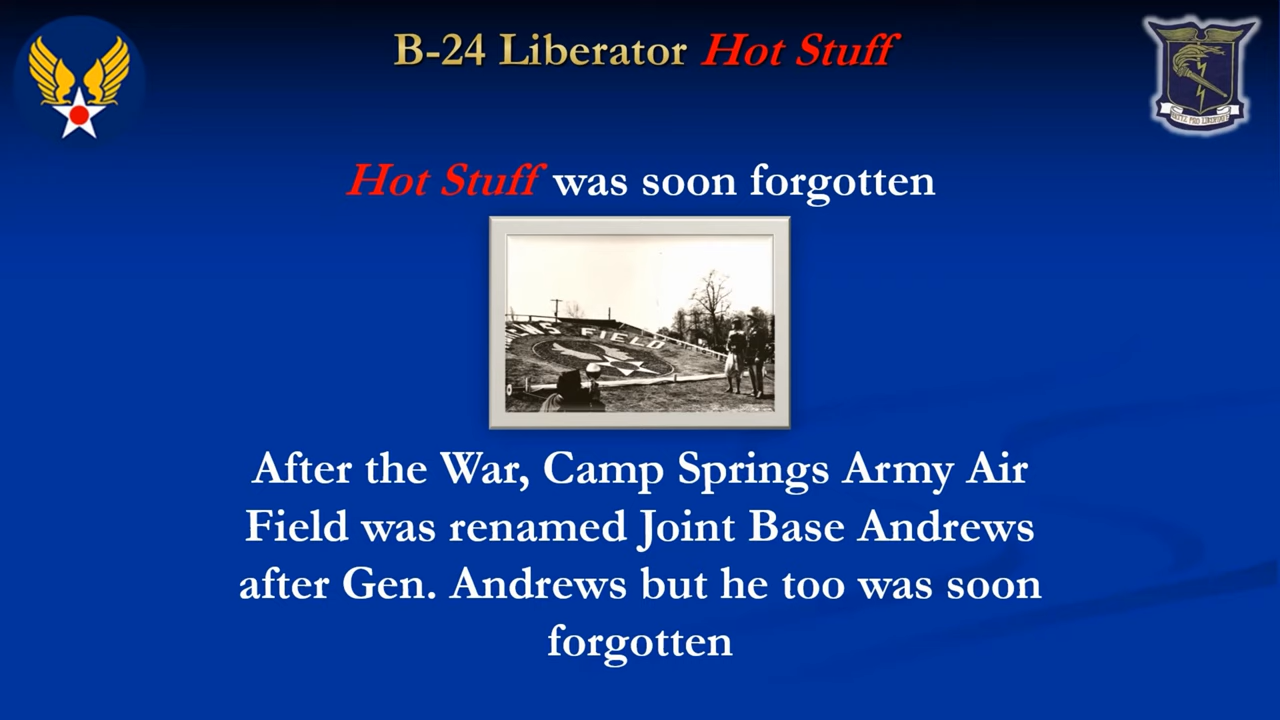 B-24 Liberator Hot Stuff
Hot Stuff was soon forgotten
EWS FIELD
After the War, Camp Springs Army Air
Field was renamed Joint Base Andrews
after Gen. Andrews but he too was soon
forgotten